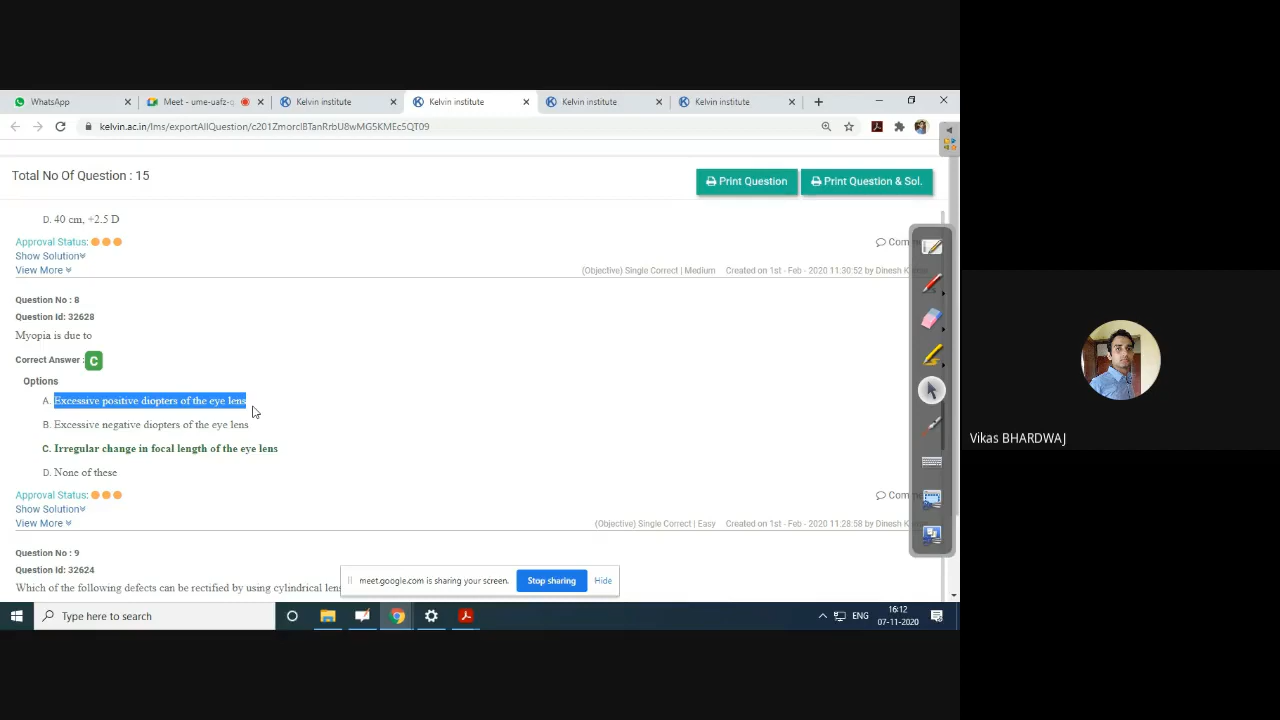 WhatsApp
Meet - ume-uafz-q
Kelvin institute
Kelvin institute
Kelvin institute
Kelvin institute
kelvin.ac.in/lms/exportAllQuestion/c201ZmorclBTanRrbU8wMG5KMEc5QT09
Total No Of Question : 15
Print Question
Print Question & Sol.
D. 40 cm, +2.5 D
Approval Status:
Show Solution
View More
(Objective) Single Correct | Medium
Created on 1st - Feb - 2020 11:30:52 by Dinesh K
Question No : 8
Question Id: 32628
Myopia is due to
Correct Answer : C
Options
A. Excessive positive diopters of the eye lens
B. Excessive negative diopters of the eye lens
C. Irregular change in focal length of the eye lens
D. None of these
Approval Status:
Show Solution
View More
(Objective) Single Correct | Easy
Created on 1st - Feb - 2020 11:28:58 by Dinesh K
Question No : 9
Question Id: 32624
Which of the following defects can be rectified by using cylindrical lens
meet.google.com is sharing your screen.
Stop sharing
Hide
Type here to search
ENG
16:12
07-11-2020
Vikas BHARDWAJ